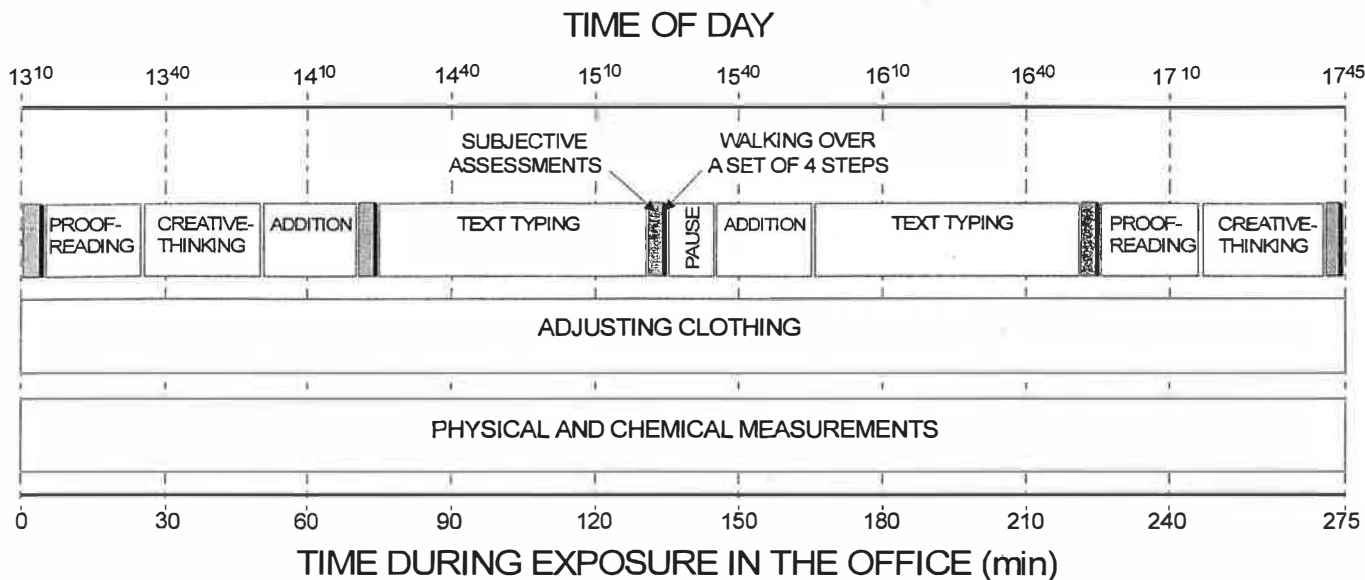 TIME OF DAY
13¹⁰ 13⁴⁰ 14¹⁰ 14⁴⁰ 15¹⁰ 15⁴⁰ 16¹⁰ 16⁴⁰ 17¹⁰ 17⁴⁵
SUBJECTIVE ASSESSMENTS
WALKING OVER A SET OF 4 STEPS
PROOF-READING
CREATIVE-THINKING
ADDITION
TEXT TYPING
PAUSE
ADDITION
TEXT TYPING
PROOF-READING
CREATIVE-THINKING
ADJUSTING CLOTHING
PHYSICAL AND CHEMICAL MEASUREMENTS
0 30 60 90 120 150 180 210 240 275
TIME DURING EXPOSURE IN THE OFFICE (min)